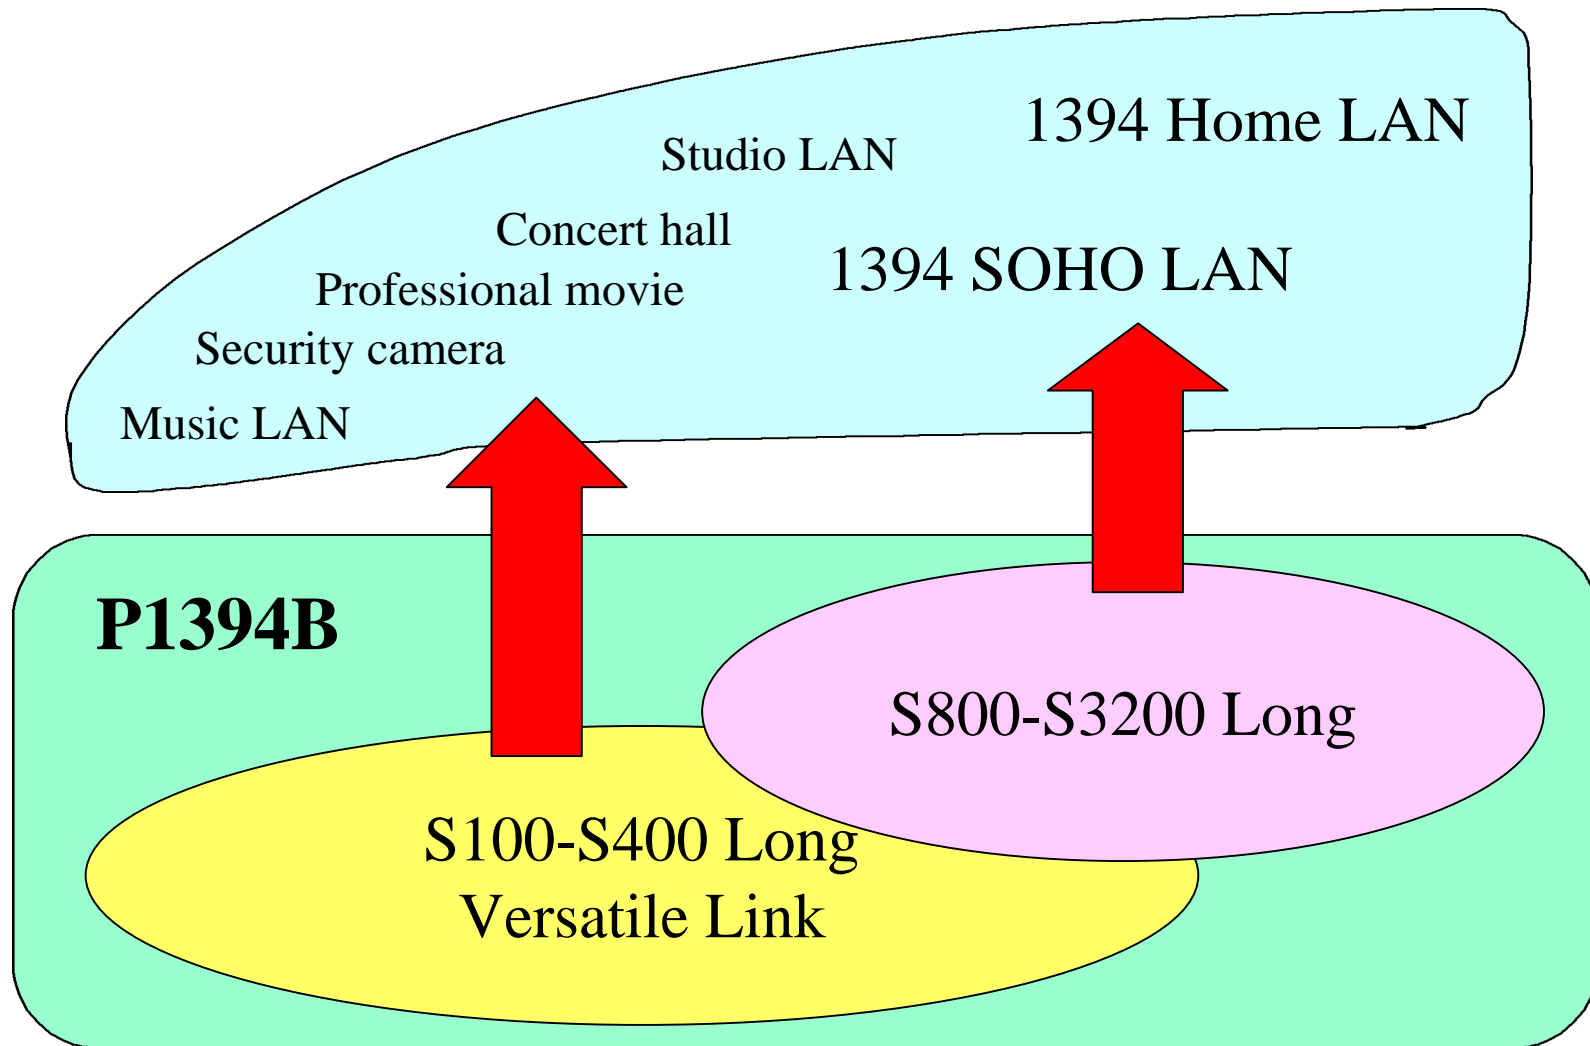 1394 Home LAN
Studio LAN
Concert hall
1394 SOHO LAN
Professional movie
Security camera
Music LAN
P1394B
S800-S3200 Long
S100-S400 Long
Versatile Link